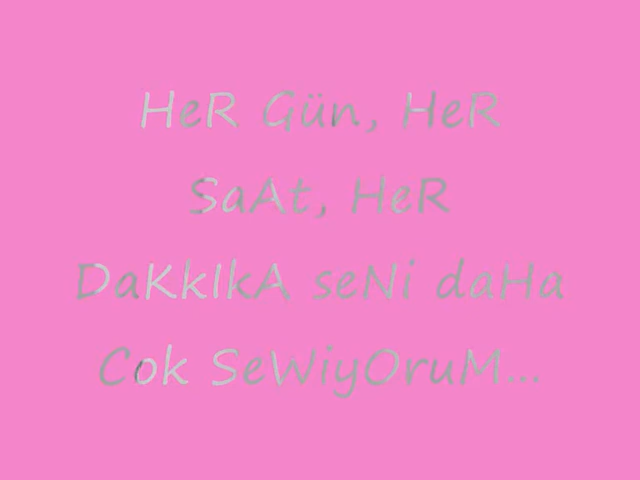 HeR Gün, HeR
SaAt, HeR
DaKkIkA seNi daHa
Cok SeWiyOruM...